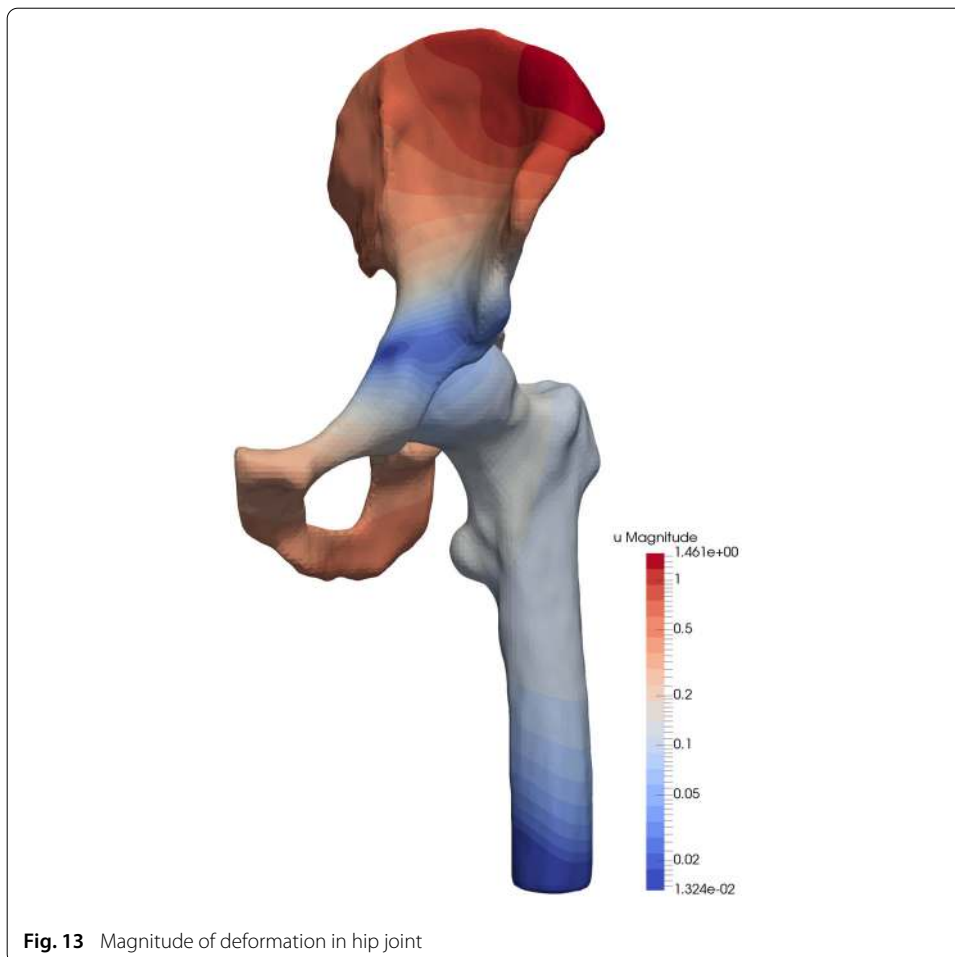 u Magnitude
1.461e+00
1
0.5
0.2
0.1
0.05
0.02
1.324e-02
Fig. 13 Magnitude of deformation in hip joint